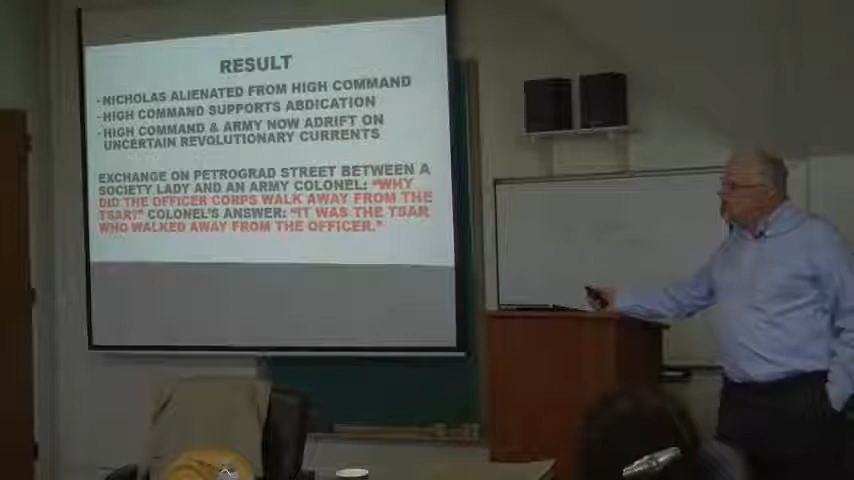 RESULT
- NICHOLAS ALIENATED FROM HIGH COMMAND
- HIGH COMMAND SUPPORTS ABDICATION
- HIGH COMMAND & ARMY NOW ADRIFT ON
UNCERTAIN REVOLUTIONARY CURRENTS
EXCHANGE ON PETROGRAD STREET BETWEEN A
SOCIETY LADY AND AN ARMY COLONEL: "WHY
DID THE OFFICER CORPS WALK AWAY FROM THE
TSAR?" COLONEL'S ANSWER: "IT WAS THE TSAR
WHO WALKED AWAY FROM THE OFFICER."